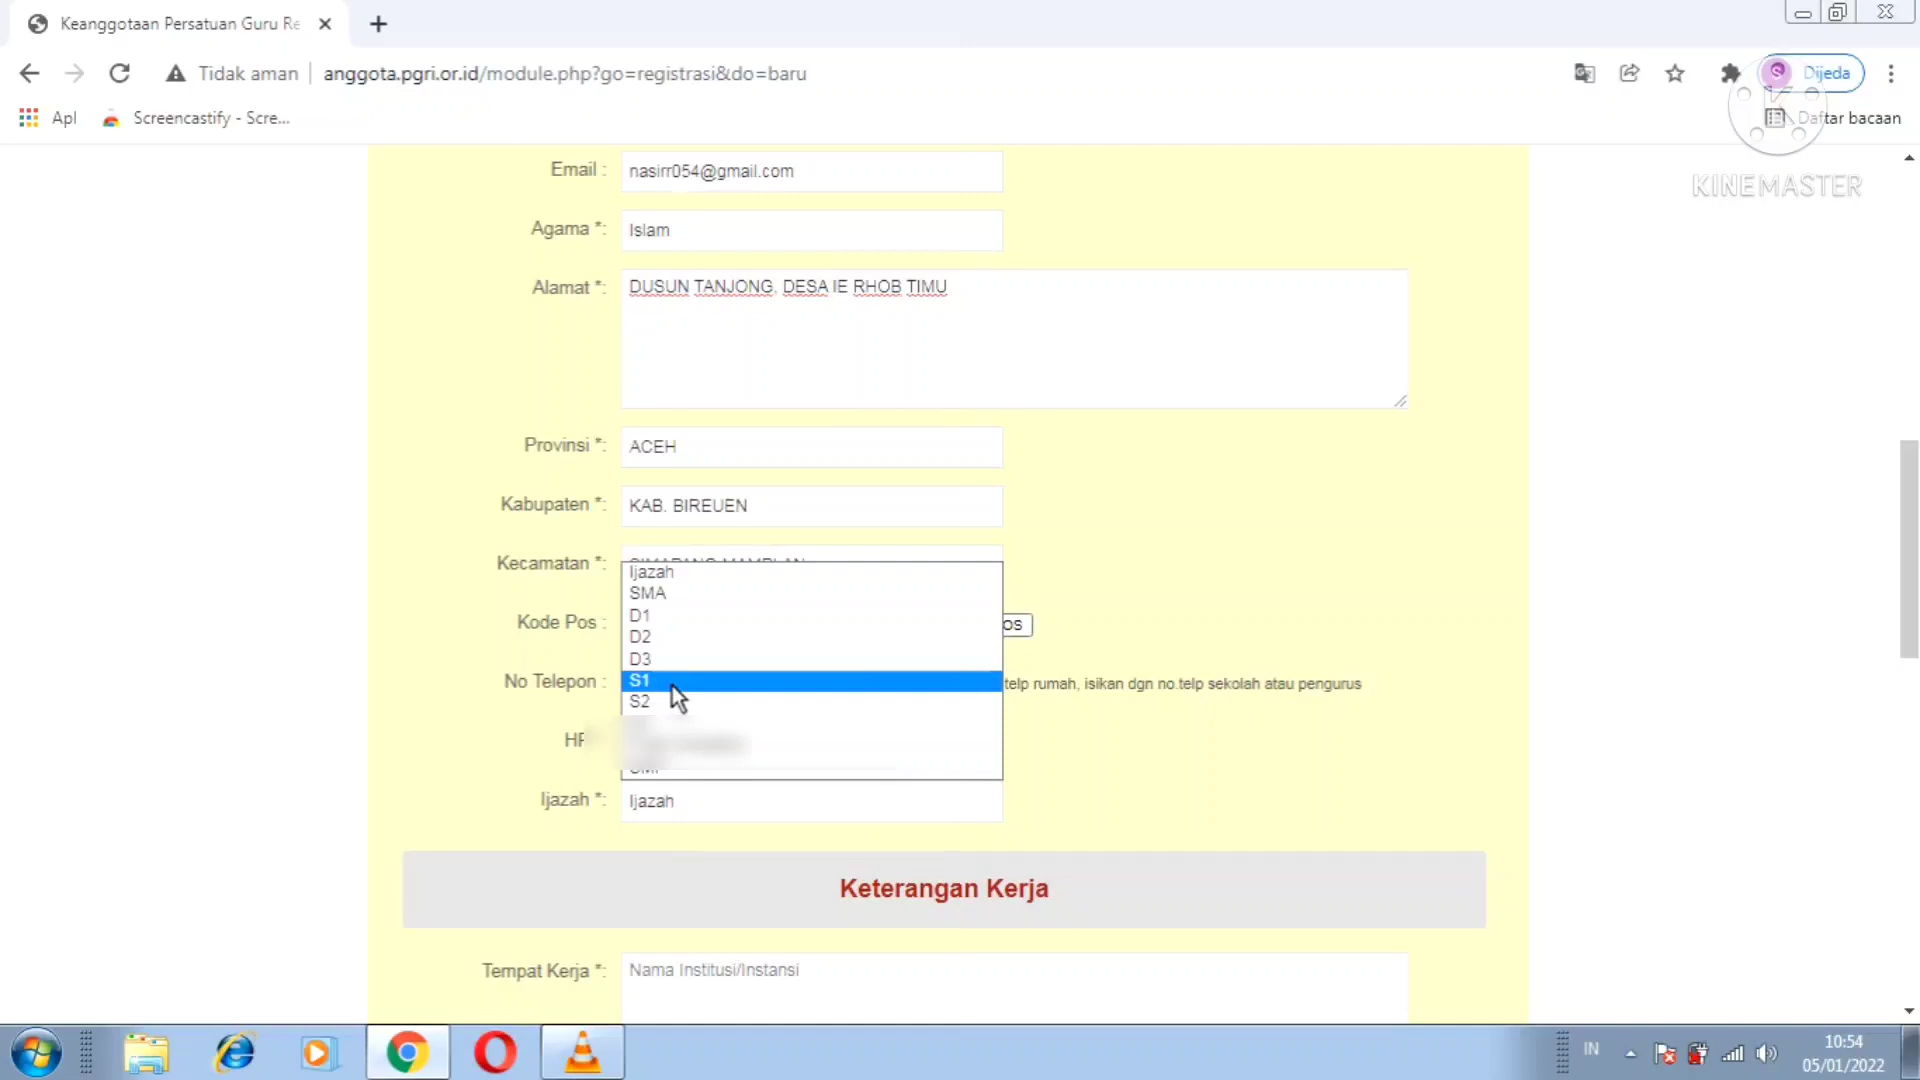 Keanggotaan Persatuan Guru Re
Tidak aman
anggota.pgri.or.id/module.php?go=registrasi&do=baru
S
Dijeda
Apl
Screencastify - Scre...
Daftar bacaan
KINEMASTER
Email :
nasirr054@gmail.com
Agama *:
Islam
Alamat *:
DUSUN TANJONG, DESA IE RHOB TIMU
Provinsi *:
ACEH
Kabupaten *:
KAB. BIREUEN
Kecamatan *:
Ijazah
SMA
D1
Kode Pos :
os
D2
D3
No Telepon :
S1
telp rumah, isikan dgn no.telp sekolah atau pengurus
S2
HP
Ijazah *:
Ijazah
Keterangan Kerja
Tempat Kerja *:
Nama Institusi/Instansi
IN
10:54
05/01/2022